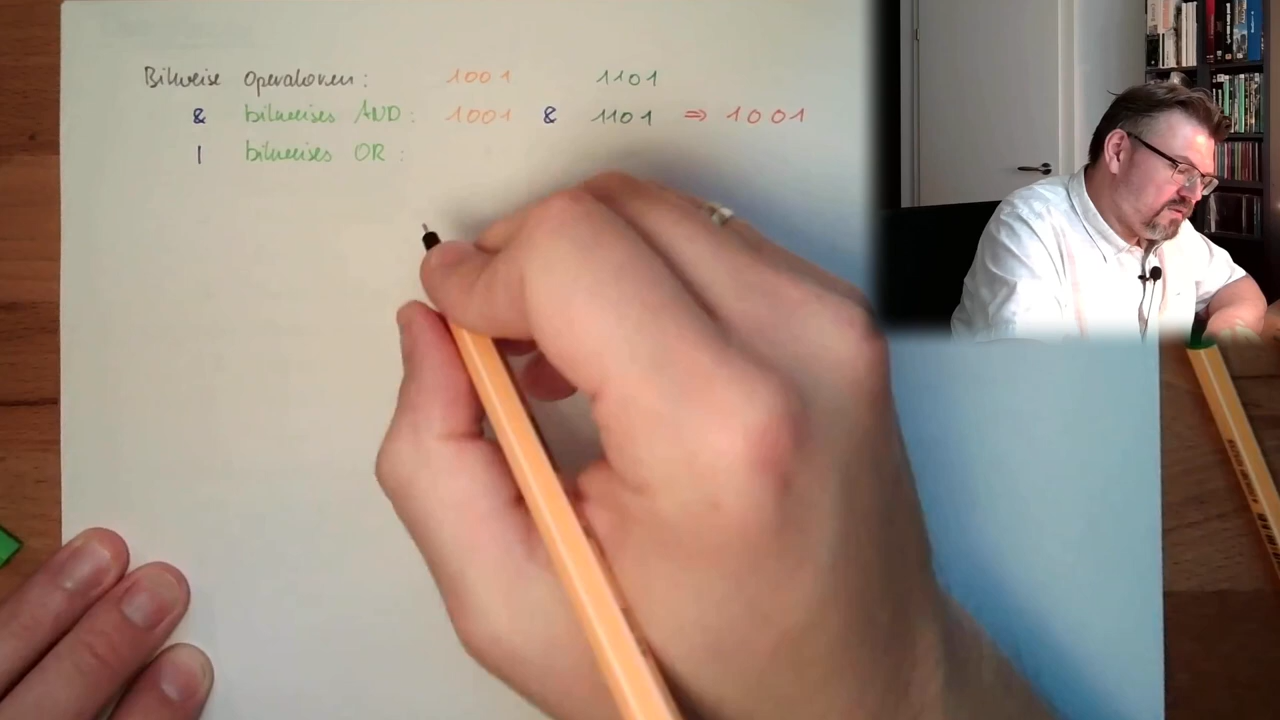 Bitweise Operatoren: 1001 1101
& bitweises AND: 1001 & 1101 ⇒ 1001
| bitweises OR: